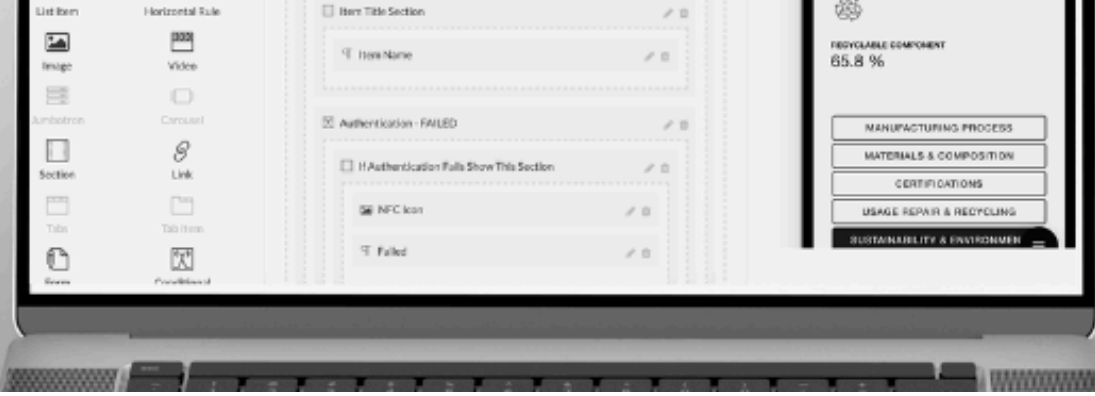 List Item
Horizontal Rule
Image
Video
Jumbotron
Carousel
Section
Link
Tabs
Tab Item
Form
Conditional
Item Title Section
Item Name
Authentication - FAILED
If Authentication Fails Show This Section
NFC Icon
Failed
RECYCLABLE COMPONENT
65.8 %
MANUFACTURING PROCESS
MATERIALS & COMPOSITION
CERTIFICATIONS
USAGE REPAIR & RECYCLING
SUSTAINABILITY & ENVIRONMEN